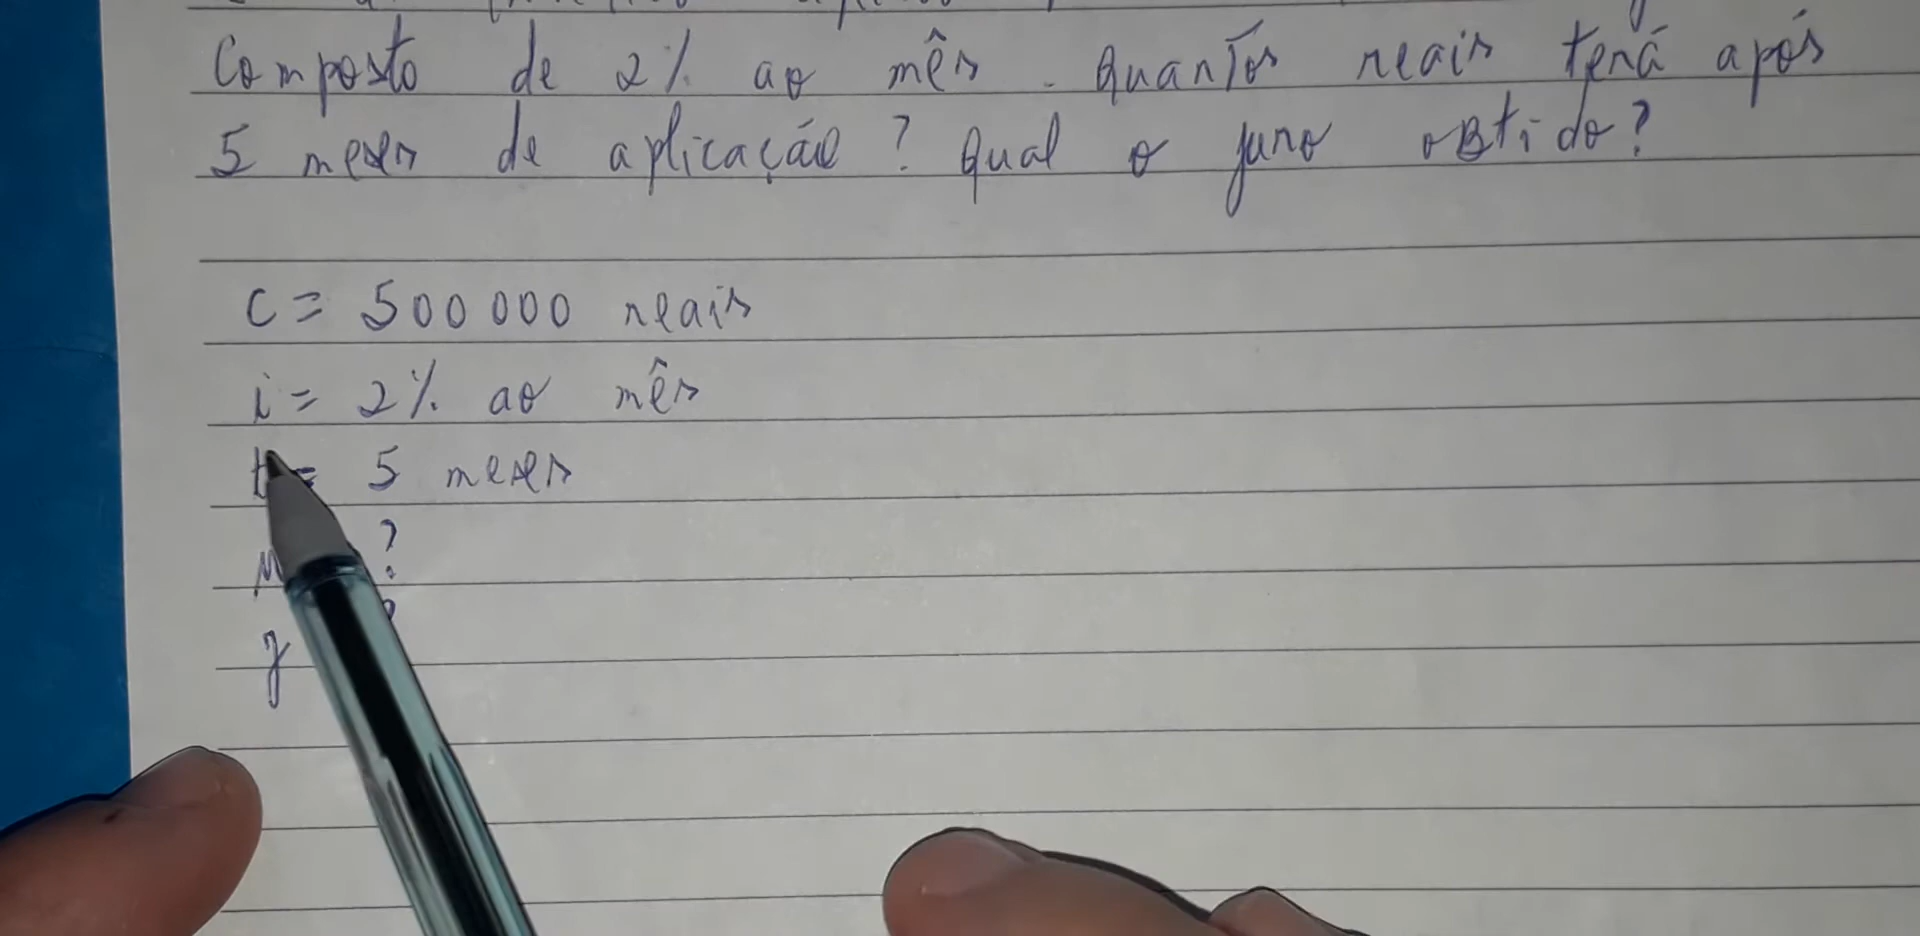 Composto de 2% ao mês. Quantos reais terá após
5 meses de aplicação? Qual o juro obtido?
C = 500 000 reais
i = 2% ao mês
t = 5 meses
M ?
j ?